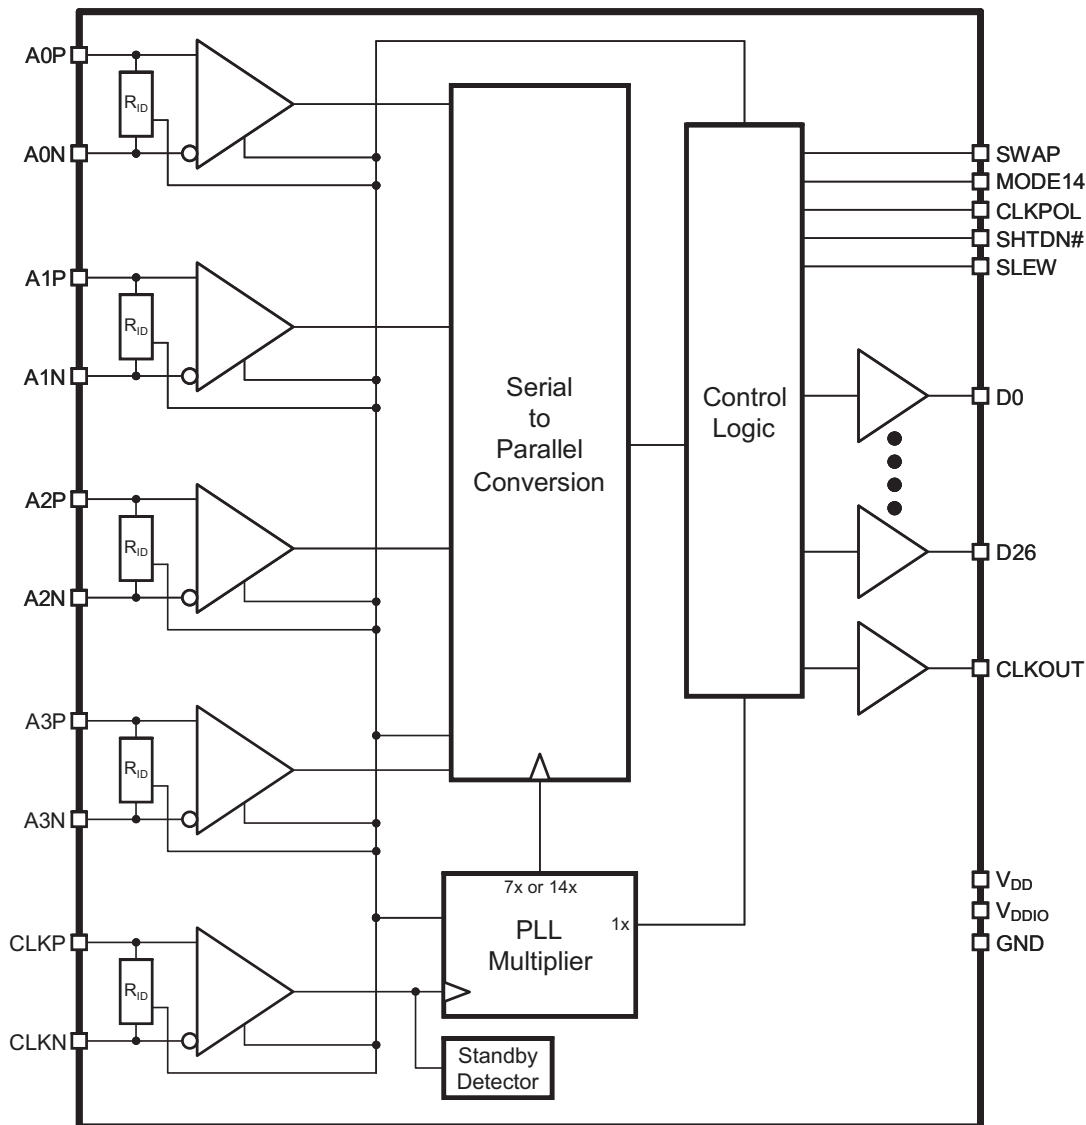 A0P
R_ID
A0N
A1P
R_ID
A1N
A2P
R_ID
A2N
A3P
R_ID
A3N
CLKP
R_ID
CLKN
Serial
to
Parallel
Conversion
7x or 14x
1x
PLL
Multiplier
Standby
Detector
Control
Logic
SWAP
MODE14
CLKPOL
SHTDN#
SLEW
D0
D26
CLKOUT
V_DD
V_DDIO
GND